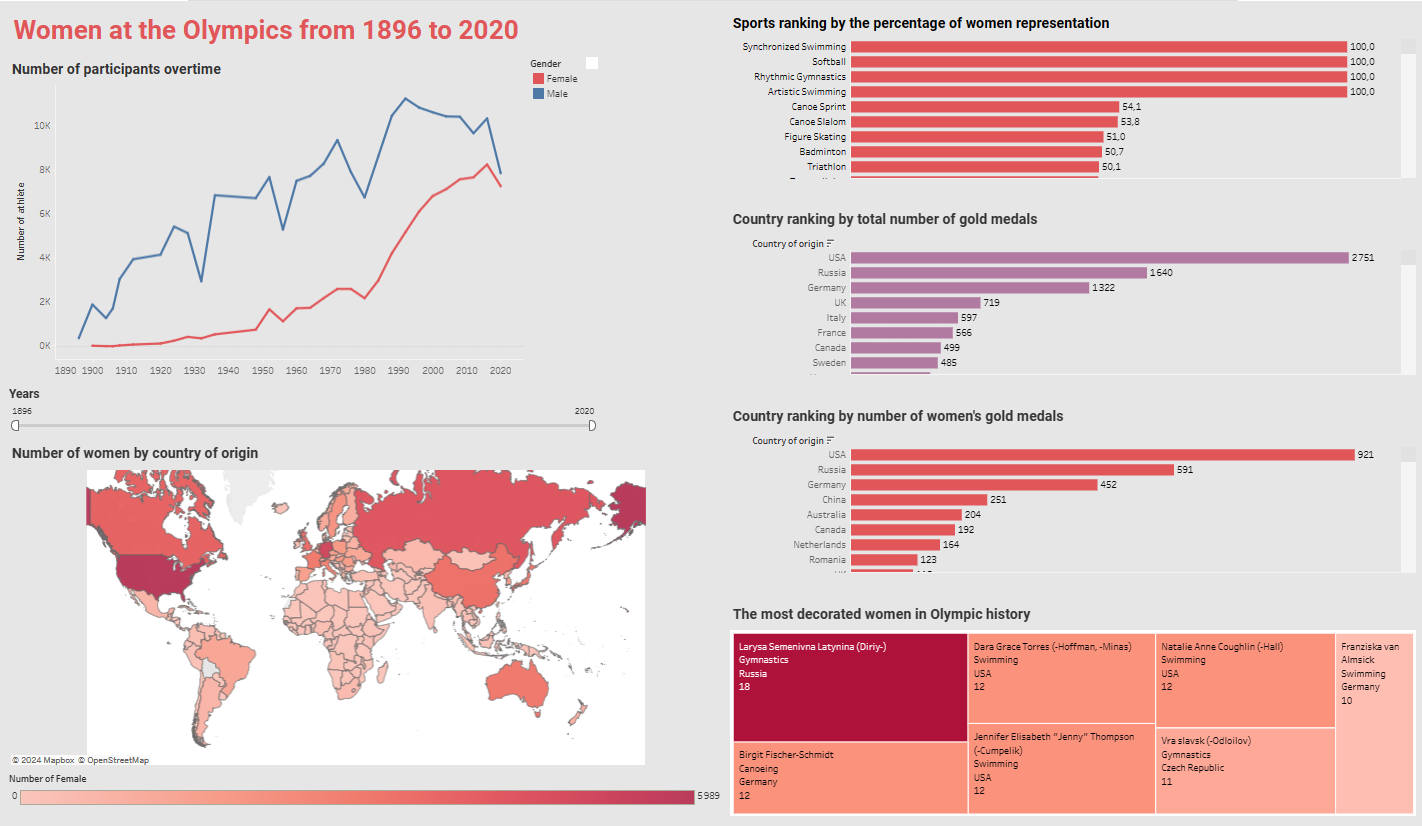 Women at the Olympics from 1896 to 2020
Number of participants overtime
Gender
Female
Male
Number of athlete
10K
8K
6K
4K
2K
0K
1890 1900 1910 1920 1930 1940 1950 1960 1970 1980 1990 2000 2010 2020
Years
1896 2020
Number of women by country of origin
© 2024 Mapbox © OpenStreetMap
Number of Female
0 5 989
Sports ranking by the percentage of women representation
Synchronized Swimming 100,0
Softball 100,0
Rhythmic Gymnastics 100,0
Artistic Swimming 100,0
Canoe Sprint 54,1
Canoe Slalom 53,8
Figure Skating 51,0
Badminton 50,7
Triathlon 50,1
Country ranking by total number of gold medals
Country of origin
USA 2 751
Russia 1 640
Germany 1 322
UK 719
Italy 597
France 566
Canada 499
Sweden 485
Country ranking by number of women's gold medals
Country of origin
USA 921
Russia 591
Germany 452
China 251
Australia 204
Canada 192
Netherlands 164
Romania 123
The most decorated women in Olympic history
Larysa Semenivna Latynina (Diriy-)
Gymnastics
Russia
18
Birgit Fischer-Schmidt
Canoeing
Germany
12
Dara Grace Torres (-Hoffman, -Minas)
Swimming
USA
12
Jennifer Elisabeth "Jenny" Thompson
(-Cumpelik)
Swimming
USA
12
Natalie Anne Coughlin (-Hall)
Swimming
USA
12
Vra slavsk (-Odloilov)
Gymnastics
Czech Republic
11
Franziska van
Almsick
Swimming
Germany
10